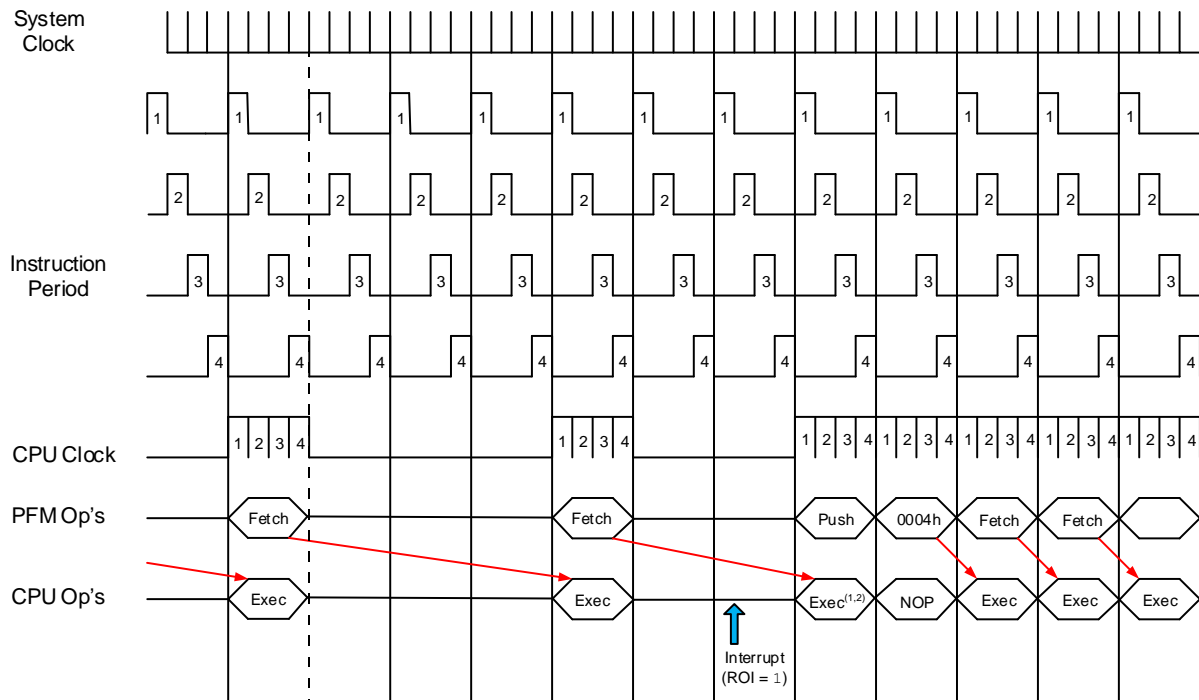 System
Clock
1 1 1 1 1 1 1 1 1 1 1 1 1
2 2 2 2 2 2 2 2 2 2 2 2 2
Instruction
Period
3 3 3 3 3 3 3 3 3 3 3 3 3
4 4 4 4 4 4 4 4 4 4 4 4 4
CPU Clock
1 2 3 4 1 2 3 4 1 2 3 4 1 2 3 4 1 2 3 4 1 2 3 4 1 2 3 4
PFM Op's
Fetch Fetch Push 0004h Fetch Fetch
CPU Op's
Exec Exec Exec(1,2) NOP Exec Exec Exec
Interrupt
(ROI = 1)